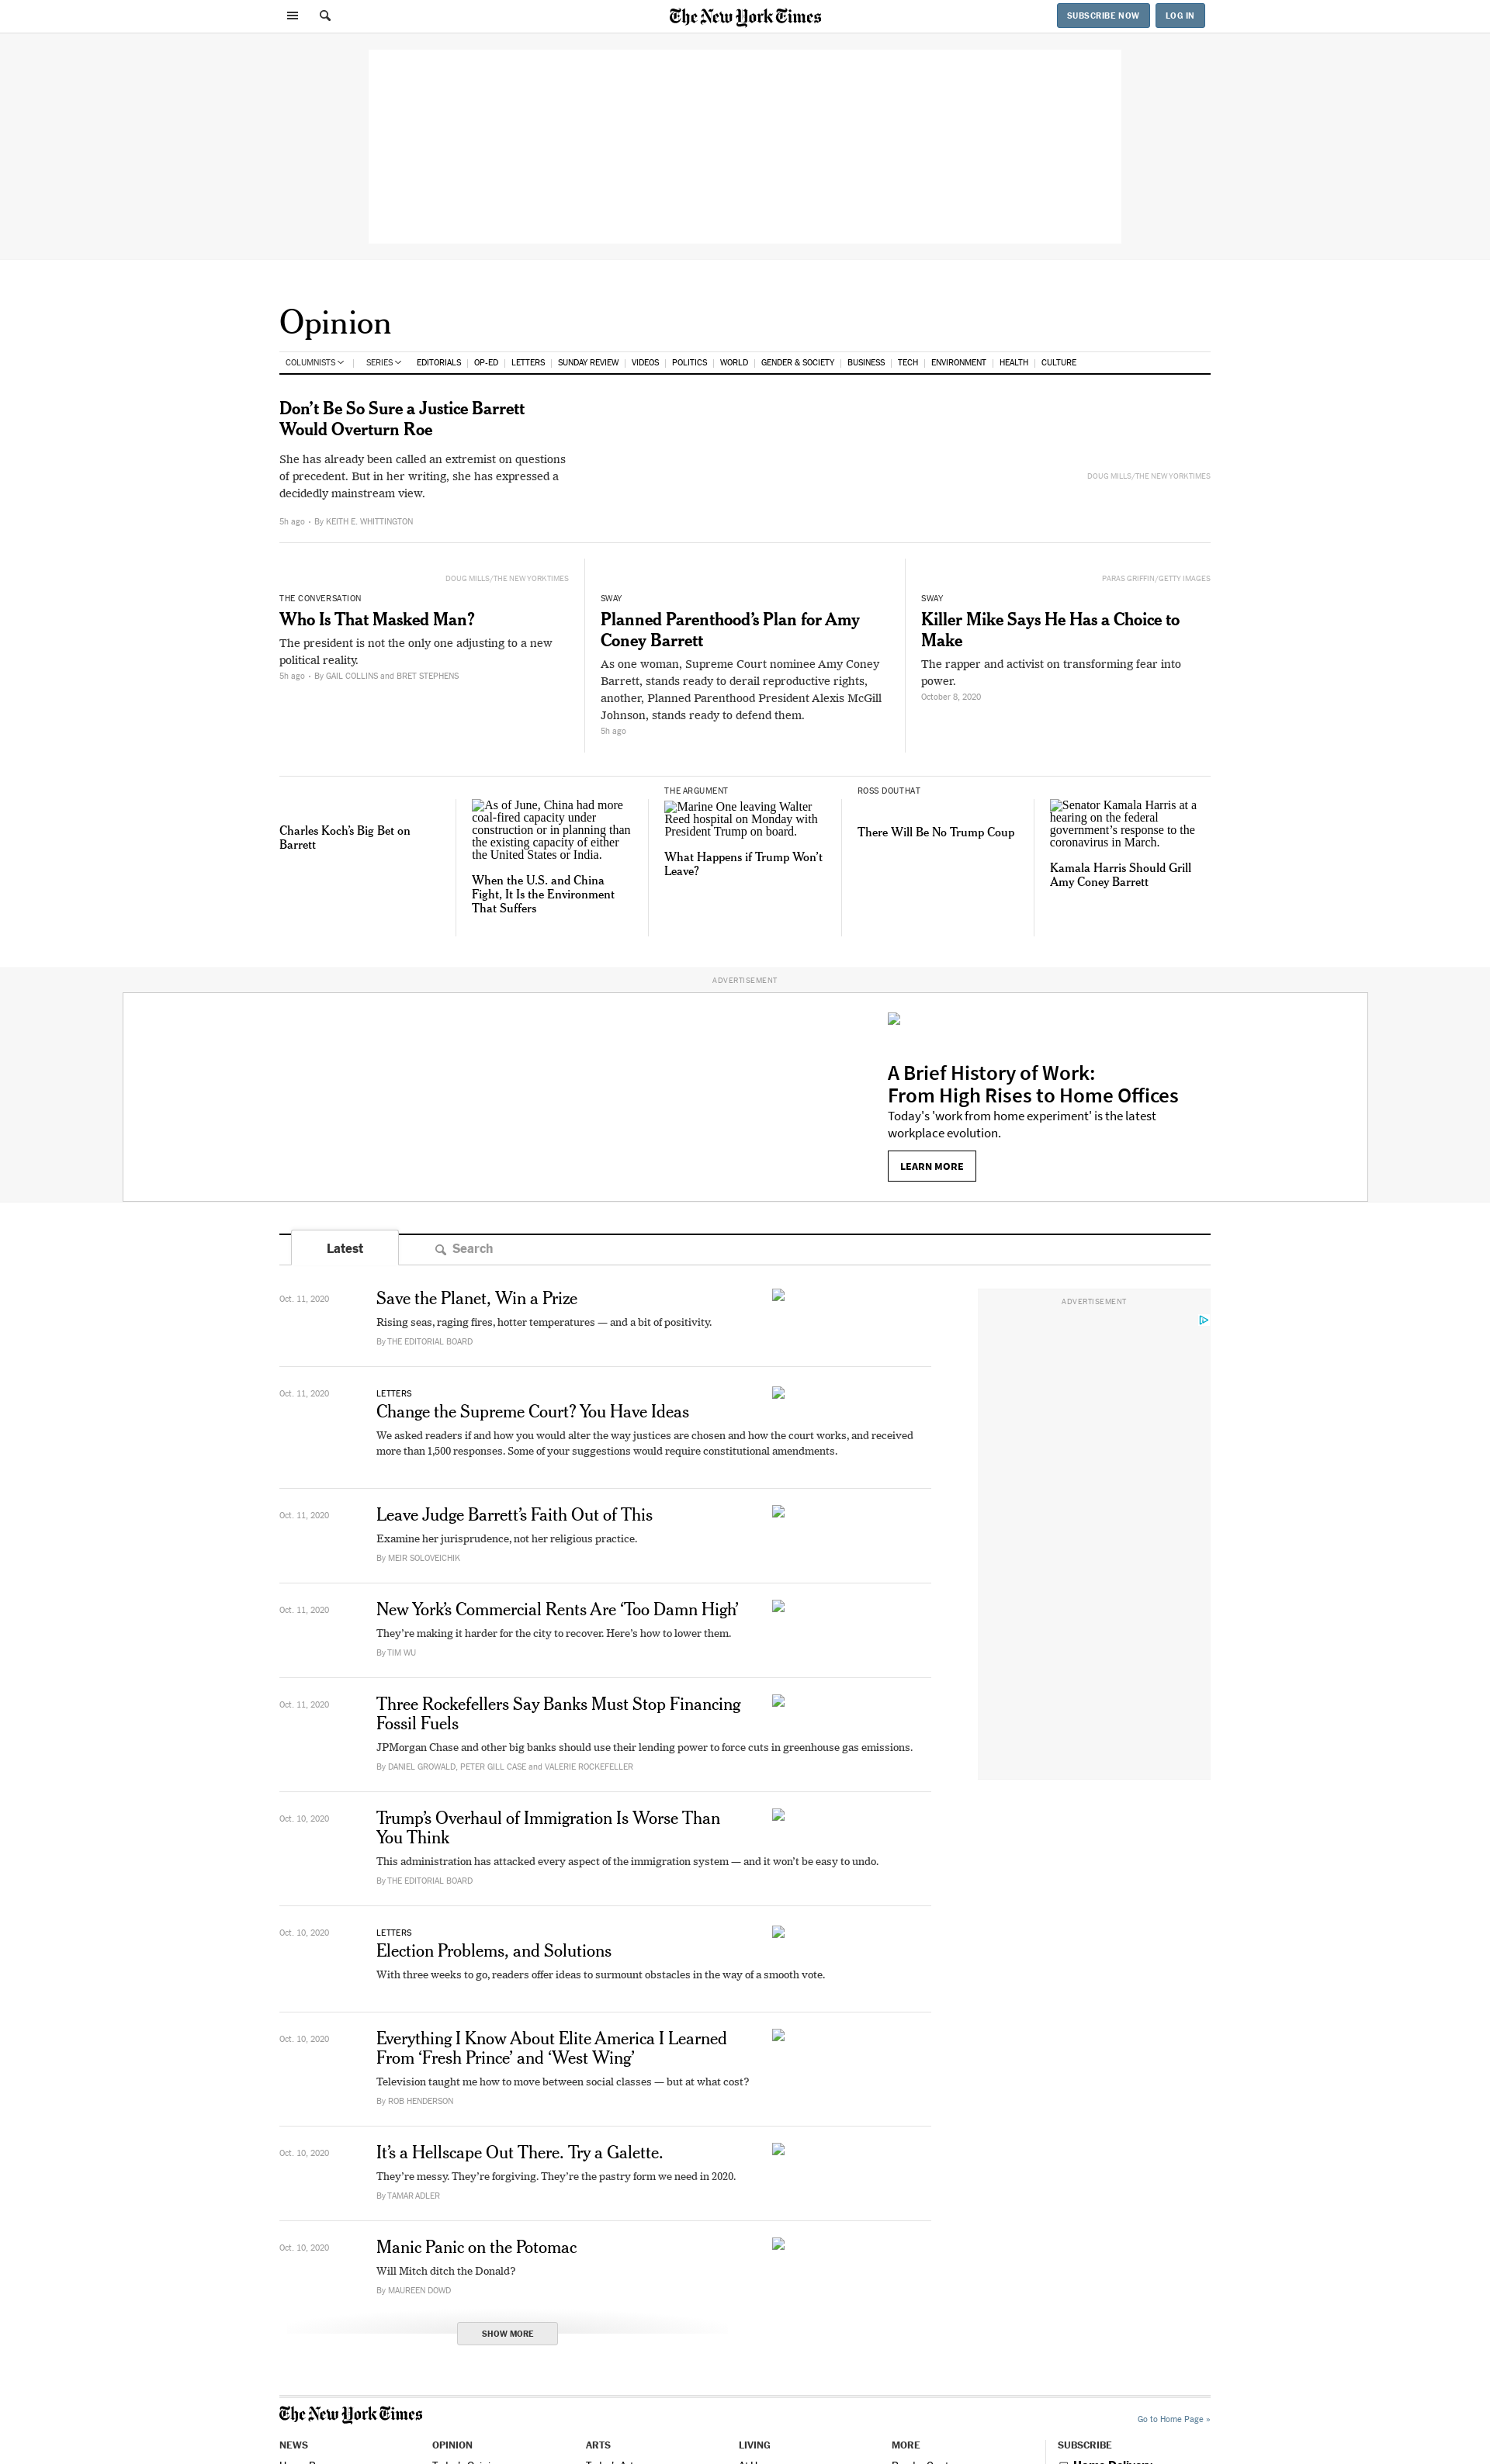 The New York Times
SUBSCRIBE NOW
LOG IN
Opinion
COLUMNISTS
SERIES
EDITORIALS
OP-ED
LETTERS
SUNDAY REVIEW
VIDEOS
POLITICS
WORLD
GENDER & SOCIETY
BUSINESS
TECH
ENVIRONMENT
HEALTH
CULTURE
Don’t Be So Sure a Justice Barrett
Would Overturn Roe
She has already been called an extremist on questions
of precedent. But in her writing, she has expressed a
decidedly mainstream view.
5h ago • By KEITH E. WHITTINGTON
DOUG MILLS/THE NEW YORK TIMES
DOUG MILLS/THE NEW YORK TIMES
THE CONVERSATION
Who Is That Masked Man?
The president is not the only one adjusting to a new
political reality.
5h ago • By GAIL COLLINS and BRET STEPHENS
SWAY
Planned Parenthood’s Plan for Amy
Coney Barrett
As one woman, Supreme Court nominee Amy Coney
Barrett, stands ready to derail reproductive rights,
another, Planned Parenthood President Alexis McGill
Johnson, stands ready to defend them.
5h ago
PARAS GRIFFIN/GETTY IMAGES
SWAY
Killer Mike Says He Has a Choice to
Make
The rapper and activist on transforming fear into
power.
October 8, 2020
Charles Koch’s Big Bet on
Barrett
As of June, China had more
coal-fired capacity under
construction or in planning than
the existing capacity of either
the United States or India.
When the U.S. and China
Fight, It Is the Environment
That Suffers
THE ARGUMENT
Marine One leaving Walter
Reed hospital on Monday with
President Trump on board.
What Happens if Trump Won’t
Leave?
ROSS DOUTHAT
There Will Be No Trump Coup
Senator Kamala Harris at a
hearing on the federal
government’s response to the
coronavirus in March.
Kamala Harris Should Grill
Amy Coney Barrett
ADVERTISEMENT
A Brief History of Work:
From High Rises to Home Offices
Today's 'work from home experiment' is the latest
workplace evolution.
LEARN MORE
Latest
Search
ADVERTISEMENT
Oct. 11, 2020
Save the Planet, Win a Prize
Rising seas, raging fires, hotter temperatures — and a bit of positivity.
By THE EDITORIAL BOARD
Oct. 11, 2020
LETTERS
Change the Supreme Court? You Have Ideas
We asked readers if and how you would alter the way justices are chosen and how the court works, and received
more than 1,500 responses. Some of your suggestions would require constitutional amendments.
Oct. 11, 2020
Leave Judge Barrett’s Faith Out of This
Examine her jurisprudence, not her religious practice.
By MEIR SOLOVEICHIK
Oct. 11, 2020
New York’s Commercial Rents Are ‘Too Damn High’
They’re making it harder for the city to recover. Here’s how to lower them.
By TIM WU
Oct. 11, 2020
Three Rockefellers Say Banks Must Stop Financing
Fossil Fuels
JPMorgan Chase and other big banks should use their lending power to force cuts in greenhouse gas emissions.
By DANIEL GROWALD, PETER GILL CASE and VALERIE ROCKEFELLER
Oct. 10, 2020
Trump’s Overhaul of Immigration Is Worse Than
You Think
This administration has attacked every aspect of the immigration system — and it won’t be easy to undo.
By THE EDITORIAL BOARD
Oct. 10, 2020
LETTERS
Election Problems, and Solutions
With three weeks to go, readers offer ideas to surmount obstacles in the way of a smooth vote.
Oct. 10, 2020
Everything I Know About Elite America I Learned
From ‘Fresh Prince’ and ‘West Wing’
Television taught me how to move between social classes — but at what cost?
By ROB HENDERSON
Oct. 10, 2020
It’s a Hellscape Out There. Try a Galette.
They’re messy. They’re forgiving. They’re the pastry form we need in 2020.
By TAMAR ADLER
Oct. 10, 2020
Manic Panic on the Potomac
Will Mitch ditch the Donald?
By MAUREEN DOWD
SHOW MORE
The New York Times
Go to Home Page »
NEWS
OPINION
ARTS
LIVING
MORE
SUBSCRIBE